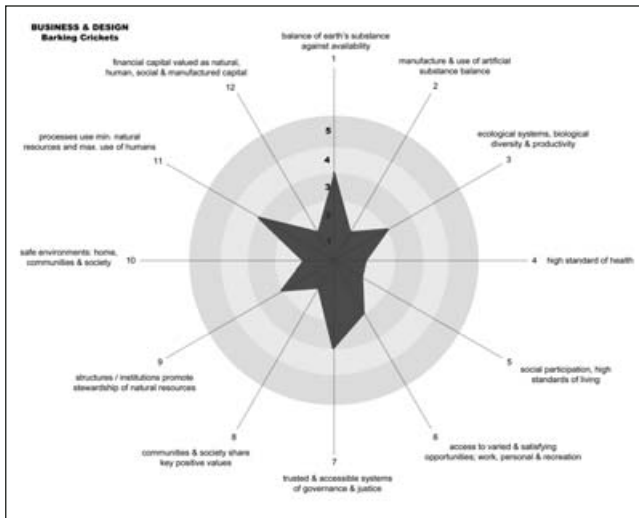 BUSINESS & DESIGN
Barking Crickets
balance of earth's substance
against availability
1
manufacture & use of artificial
substance balance
2
ecological systems, biological
diversity & productivity
3
4 high standard of health
5
social participation, high
standards of living
6
access to varied & satisfying
opportunities; work, personal & recreation
7
trusted & accessible systems
of governance & justice
8
communities & society share
key positive values
9
structures / institutions promote
stewardship of natural resources
safe environments: home,
communities & society
10
processes use min. natural
resources and max. use of humans
11
financial capital valued as natural,
human, social & manufactured capital
12
5
4
3
2
1